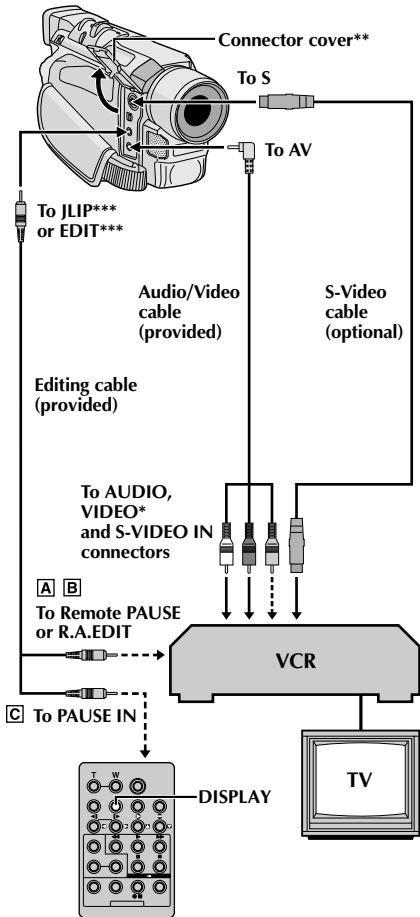 Connector cover**
To S
To AV
To JLIP***
or EDIT***
Audio/Video
cable
(provided)
S-Video
cable
(optional)
Editing cable
(provided)
To AUDIO,
VIDEO*
and S-VIDEO IN
connectors
A B
To Remote PAUSE
or R.A.EDIT
VCR
C To PAUSE IN
TV
T W
DISPLAY